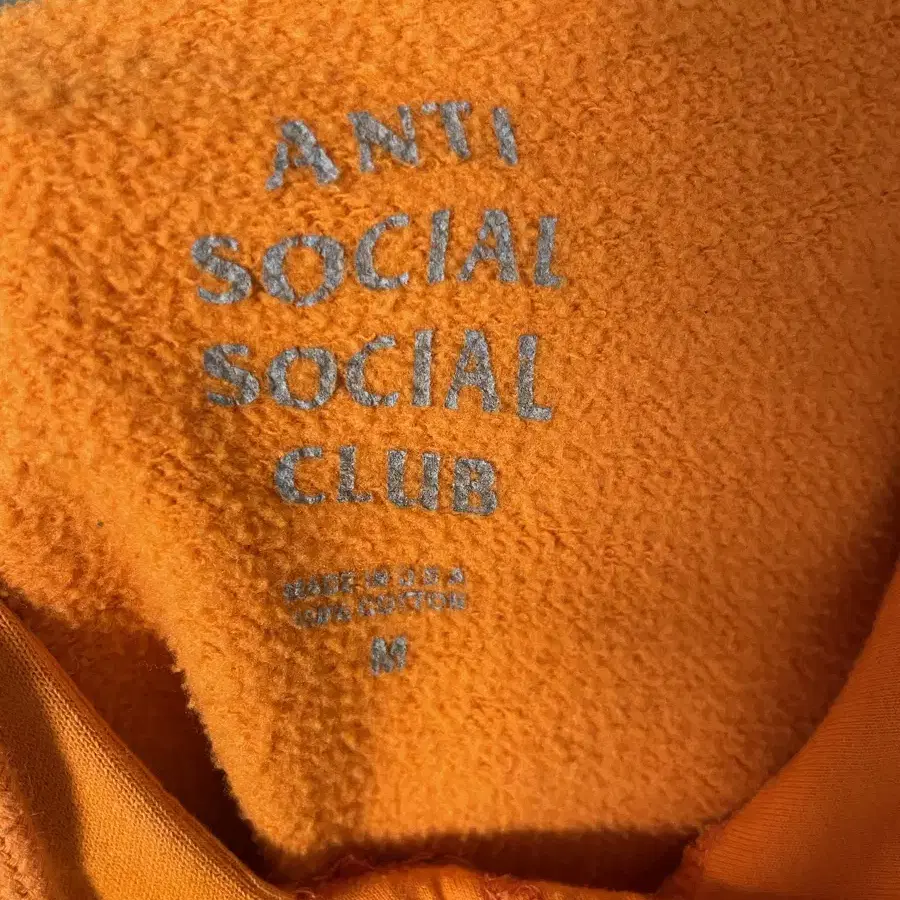 ANTI
SOCIAL
SOCIAL
CLUB
MADE IN U.S.A
100% COTTON
M